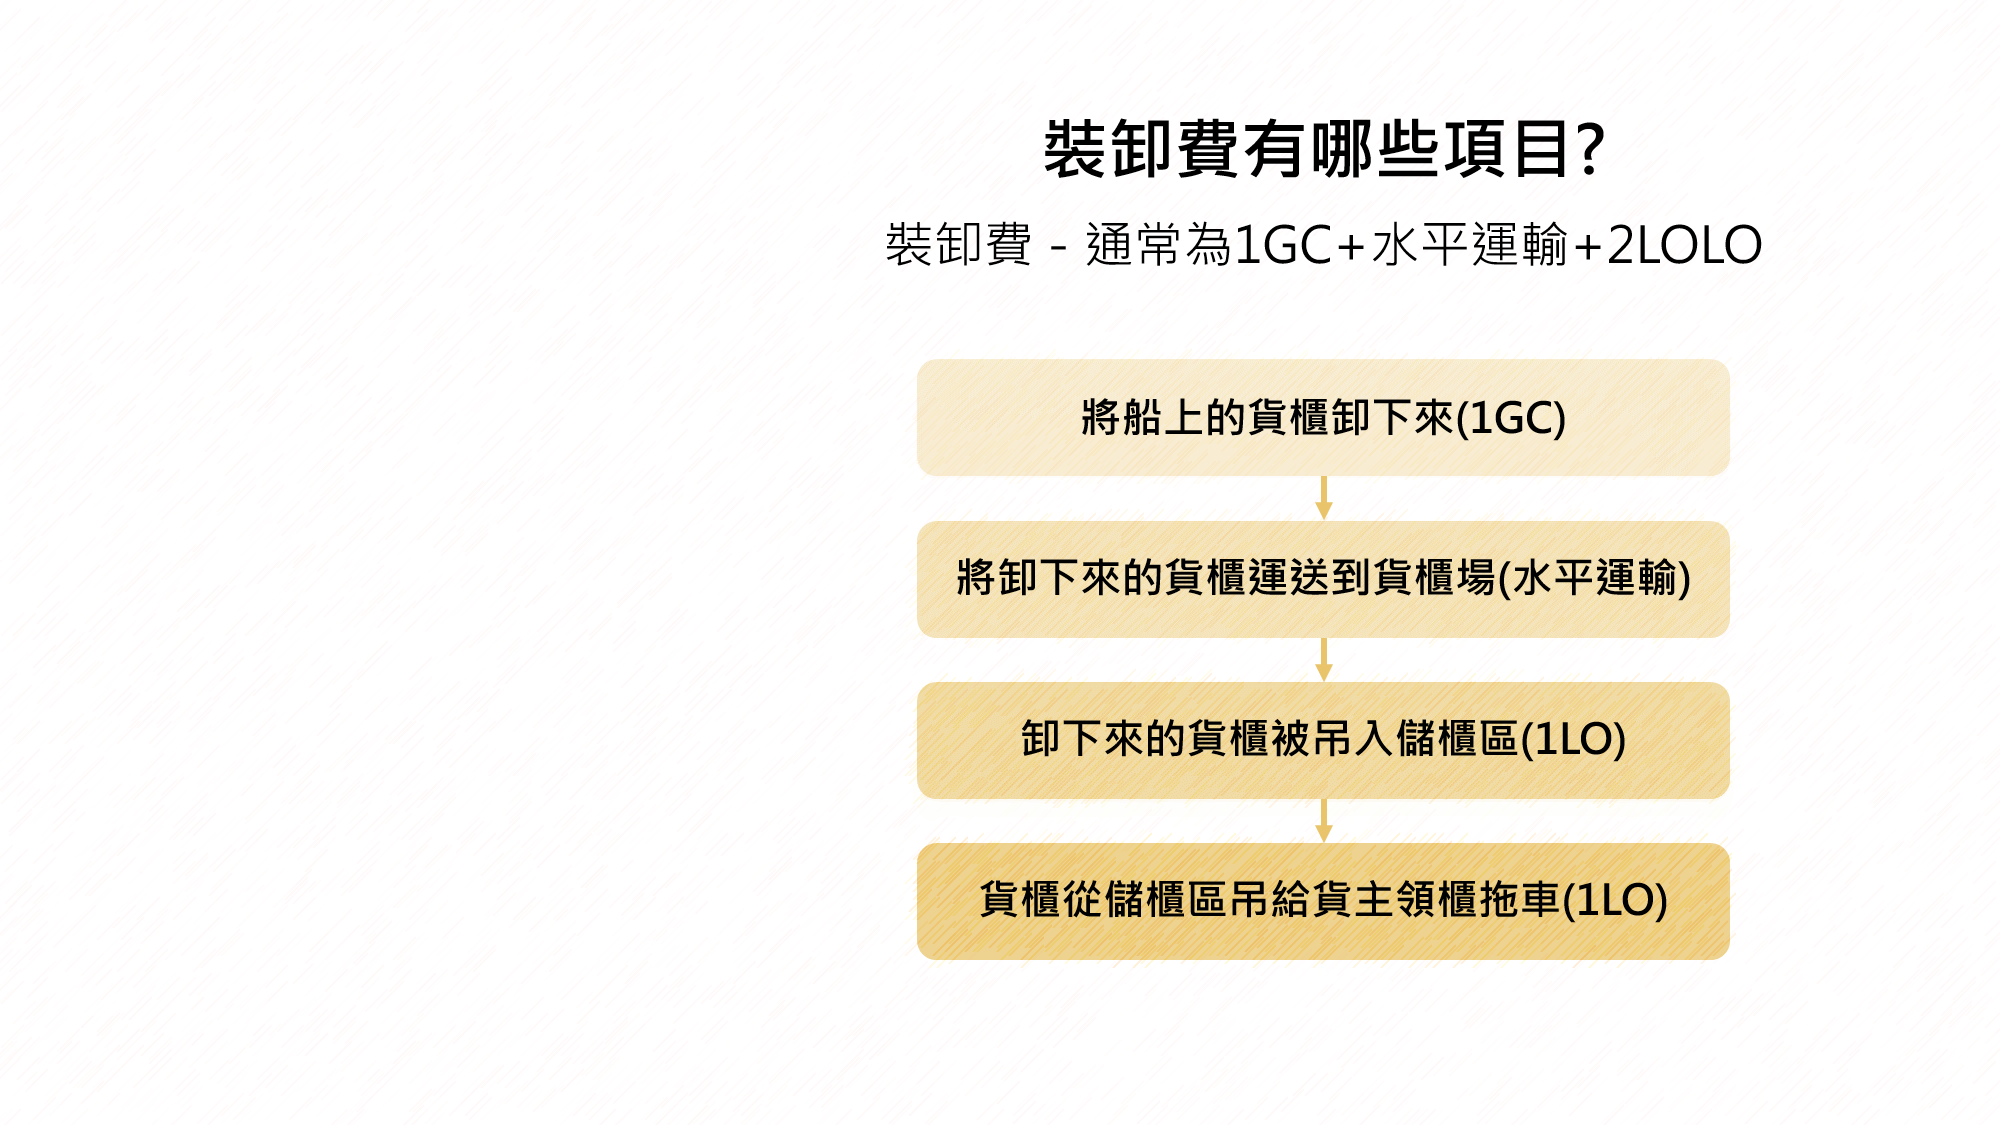 裝卸費有哪些項目?
裝卸費 - 通常為1GC+水平運輸+2LOLO
將船上的貨櫃卸下來(1GC)
將卸下來的貨櫃運送到貨櫃場(水平運輸)
卸下來的貨櫃被吊入儲櫃區(1LO)
貨櫃從儲櫃區吊給貨主領櫃拖車(1LO)